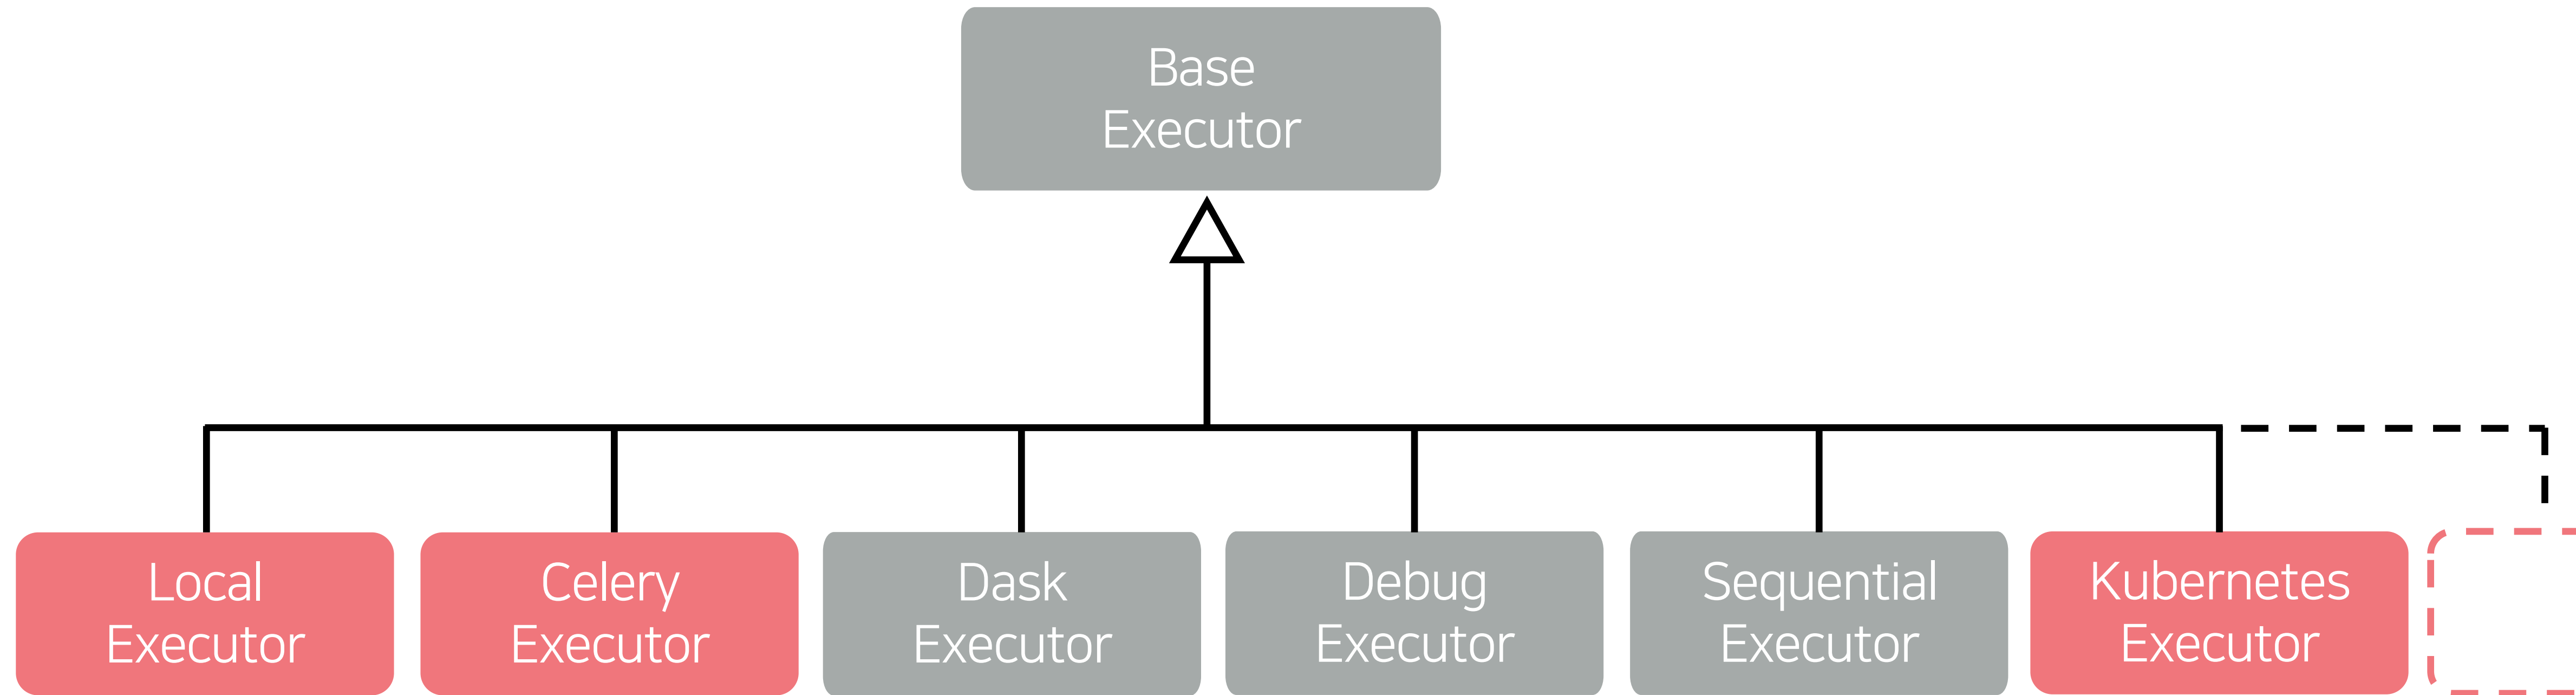 Base
Executor
Local
Executor
Celery
Executor
Dask
Executor
Debug
Executor
Sequential
Executor
Kubernetes
Executor